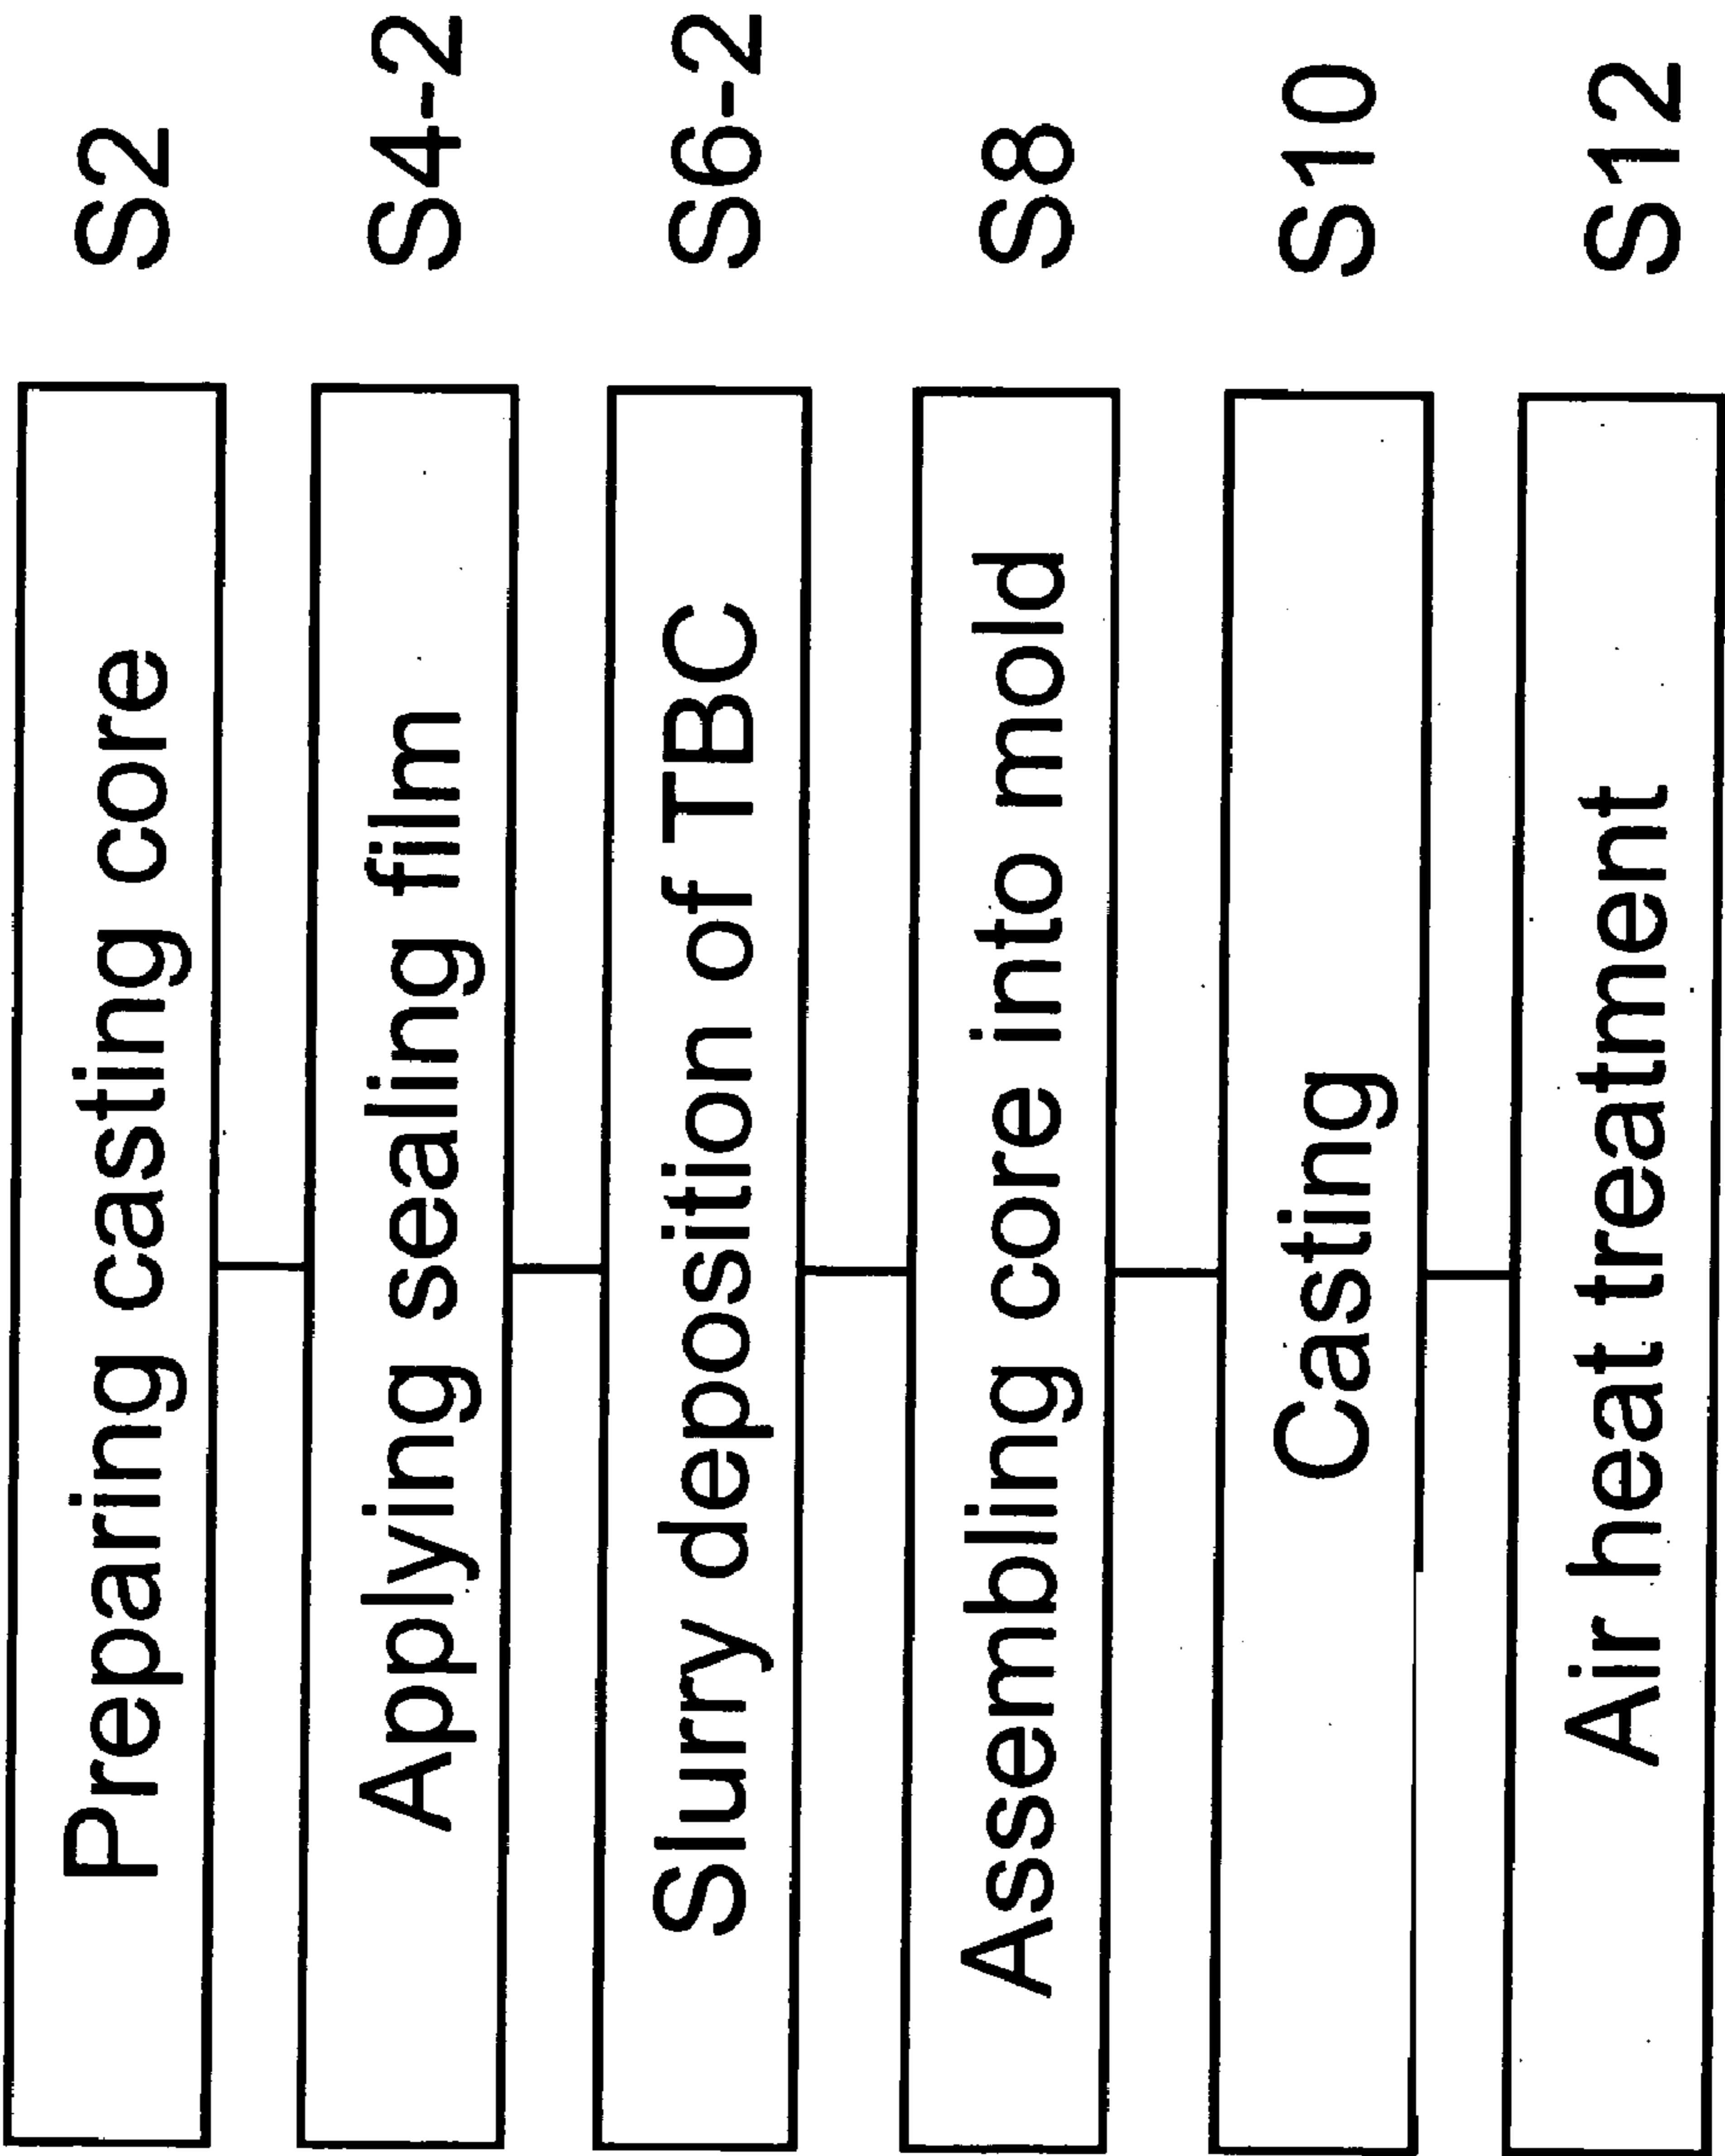 Preparing casting core S2
Applying sealing film S4-2
Slurry deposition of TBC S6-2
Assembling core into mold S8
Casting S10
Air heat treatment S12